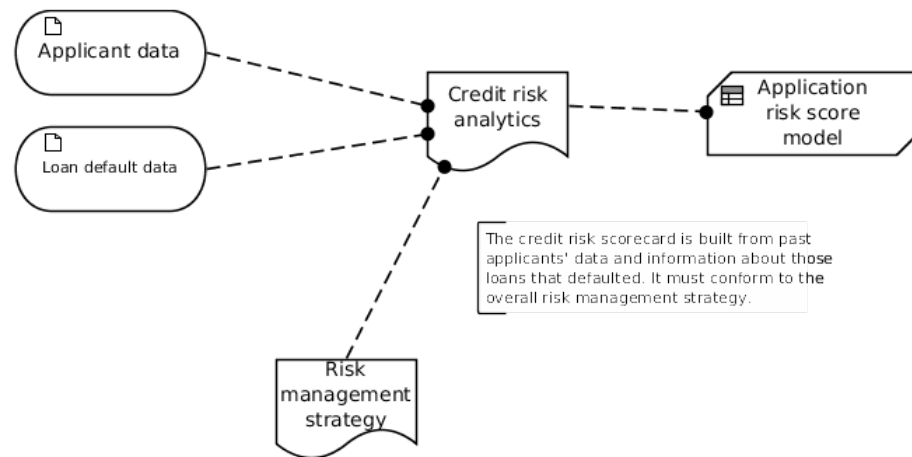 Applicant data
Loan default data
Credit risk
analytics
Application
risk score
model
The credit risk scorecard is built from past
applicants' data and information about those
loans that defaulted. It must conform to the
overall risk management strategy.
Risk
management
strategy